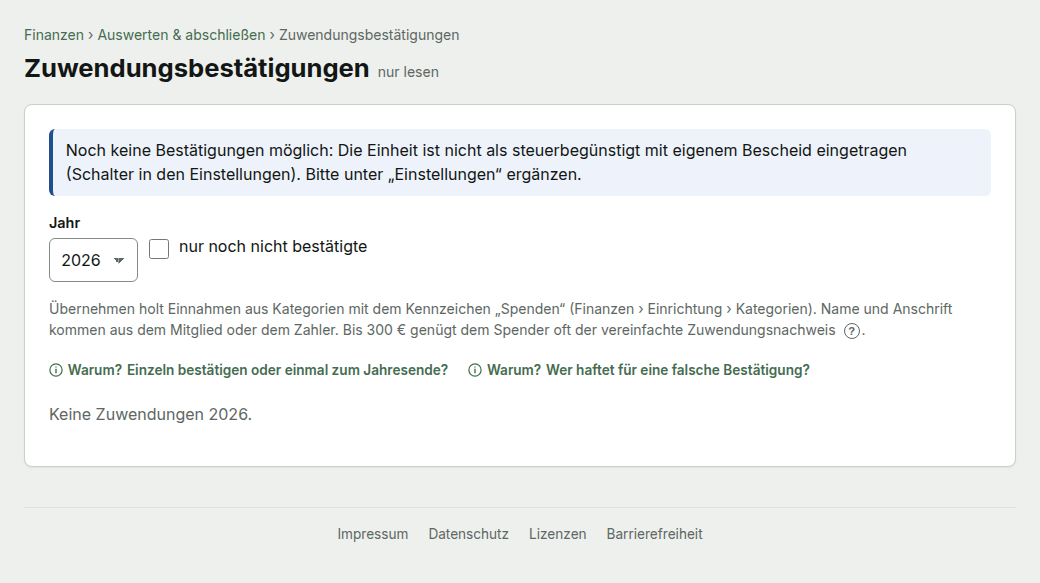 Finanzen › Auswerten & abschließen › Zuwendungsbestätigungen
Zuwendungsbestätigungen nur lesen
Noch keine Bestätigungen möglich: Die Einheit ist nicht als steuerbegünstigt mit eigenem Bescheid eingetragen
(Schalter in den Einstellungen). Bitte unter „Einstellungen“ ergänzen.
Jahr
2026 nur noch nicht bestätigte
Übernehmen holt Einnahmen aus Kategorien mit dem Kennzeichen „Spenden“ (Finanzen › Einrichtung › Kategorien). Name und Anschrift
kommen aus dem Mitglied oder dem Zahler. Bis 300 € genügt dem Spender oft der vereinfachte Zuwendungsnachweis ?.
Warum? Einzeln bestätigen oder einmal zum Jahresende? Warum? Wer haftet für eine falsche Bestätigung?
Keine Zuwendungen 2026.
Impressum Datenschutz Lizenzen Barrierefreiheit